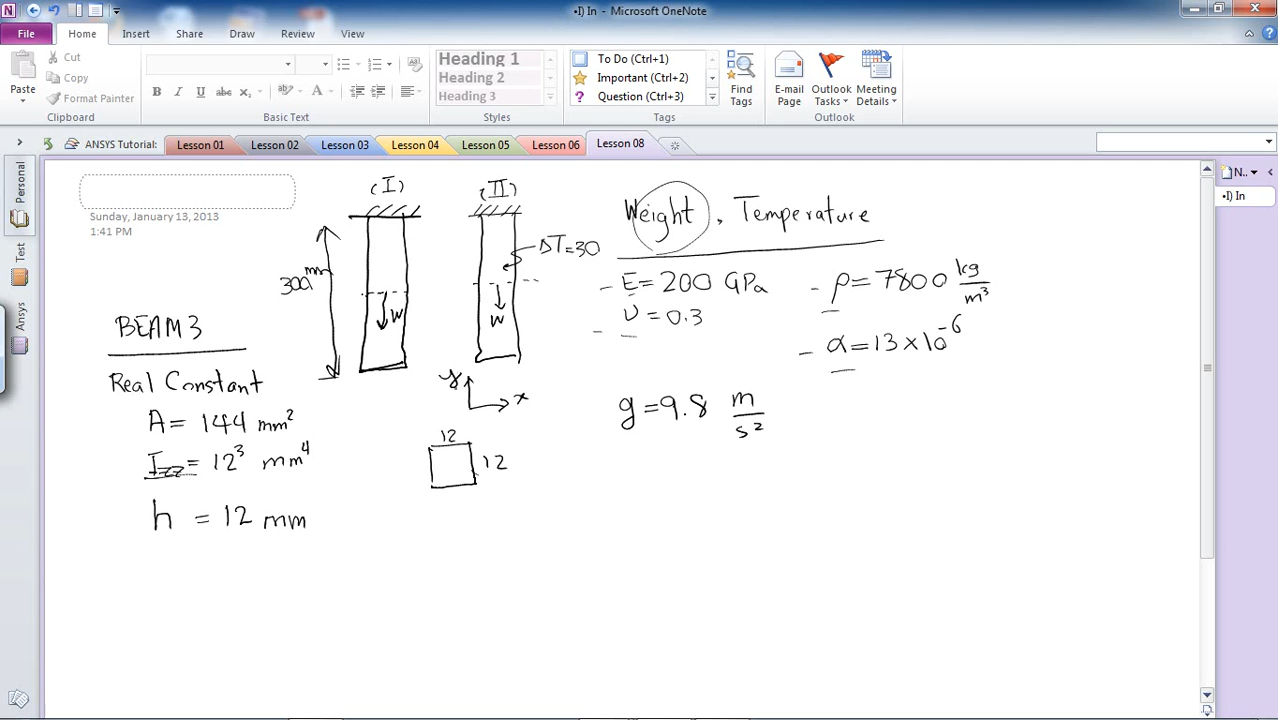 •I) In - Microsoft OneNote
File Home Insert Share Draw Review View
Paste
Cut
Copy
Format Painter
Clipboard
B I U abc X₂ A
Basic Text
Heading 1
Heading 2
Heading 3
Styles
To Do (Ctrl+1)
Important (Ctrl+2)
Question (Ctrl+3)
Tags
Find Tags
E-mail Page
Outlook Tasks
Meeting Details
Outlook
ANSYS Tutorial: Lesson 01 Lesson 02 Lesson 03 Lesson 04 Lesson 05 Lesson 06 Lesson 08
N..
•I) In
Personal
Test
Ansys
Sunday, January 13, 2013
1:41 PM
(I) (II)
ΔT=30
300 mm
W W
y x
12
12
BEAM3
Real Constant
A = 144 mm²
Izz = 12³ mm⁴
h = 12 mm
Weight, Temperature
- E = 200 GPa - ρ = 7800 kg/m³
- υ = 0.3 - α = 13 × 10⁻⁶
g = 9.8 m/s²